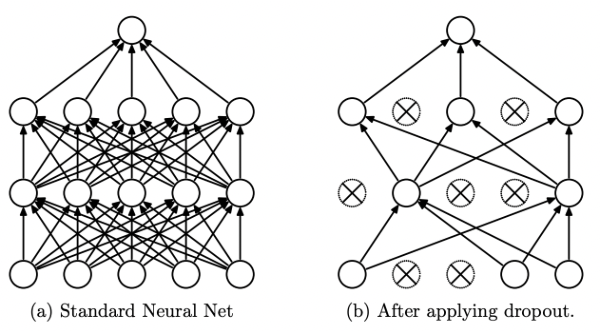 (a) Standard Neural Net
(b) After applying dropout.